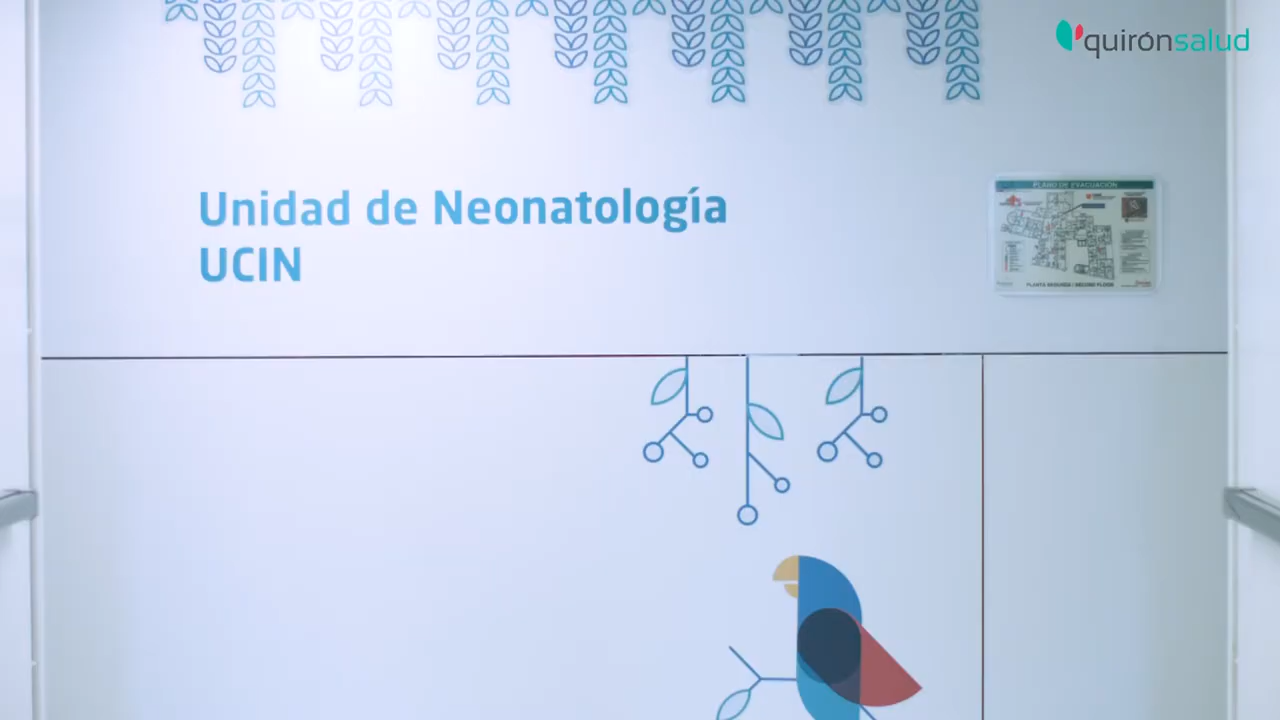 quirónsalud
Unidad de Neonatología
UCIN
PLANO DE EVACUACIÓN
PLANTA SEGUNDA / SECOND FLOOR